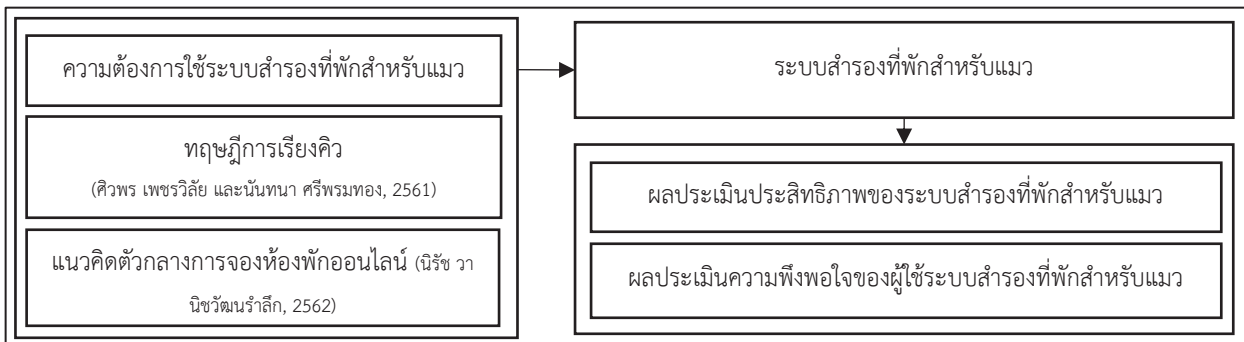 ความต้องการใช้ระบบสำรองที่พักสำหรับแมว
ทฤษฎีการเรียงคิว
(ศิวพร เพชรวิลัย และนันทนา ศรีพรมทอง, 2561)
แนวคิดตัวกลางการจองห้องพักออนไลน์ (นิรัช วา
นิชวัฒนรำลึก, 2562)
ระบบสำรองที่พักสำหรับแมว
ผลประเมินประสิทธิภาพของระบบสำรองที่พักสำหรับแมว
ผลประเมินความพึงพอใจของผู้ใช้ระบบสำรองที่พักสำหรับแมว